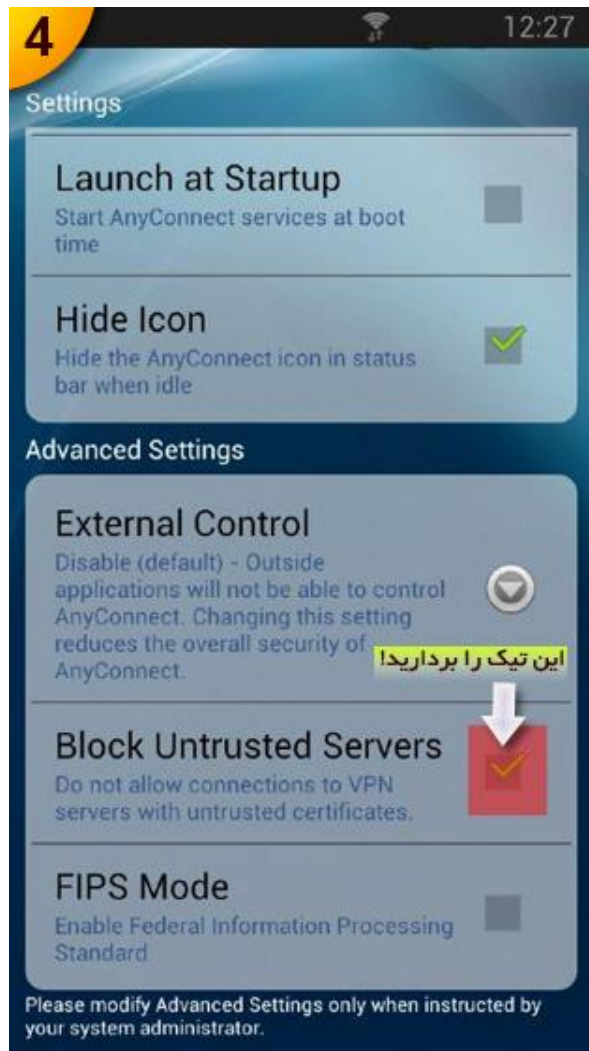 4
12:27
Settings
Launch at Startup
Start AnyConnect services at boot
time
Hide Icon
Hide the AnyConnect icon in status
bar when idle
Advanced Settings
External Control
Disable (default) - Outside
applications will not be able to control
AnyConnect. Changing this setting
reduces the overall security of
AnyConnect.
این تیک را بردارید!
Block Untrusted Servers
Do not allow connections to VPN
servers with untrusted certificates.
FIPS Mode
Enable Federal Information Processing
Standard
Please modify Advanced Settings only when instructed by
your system administrator.